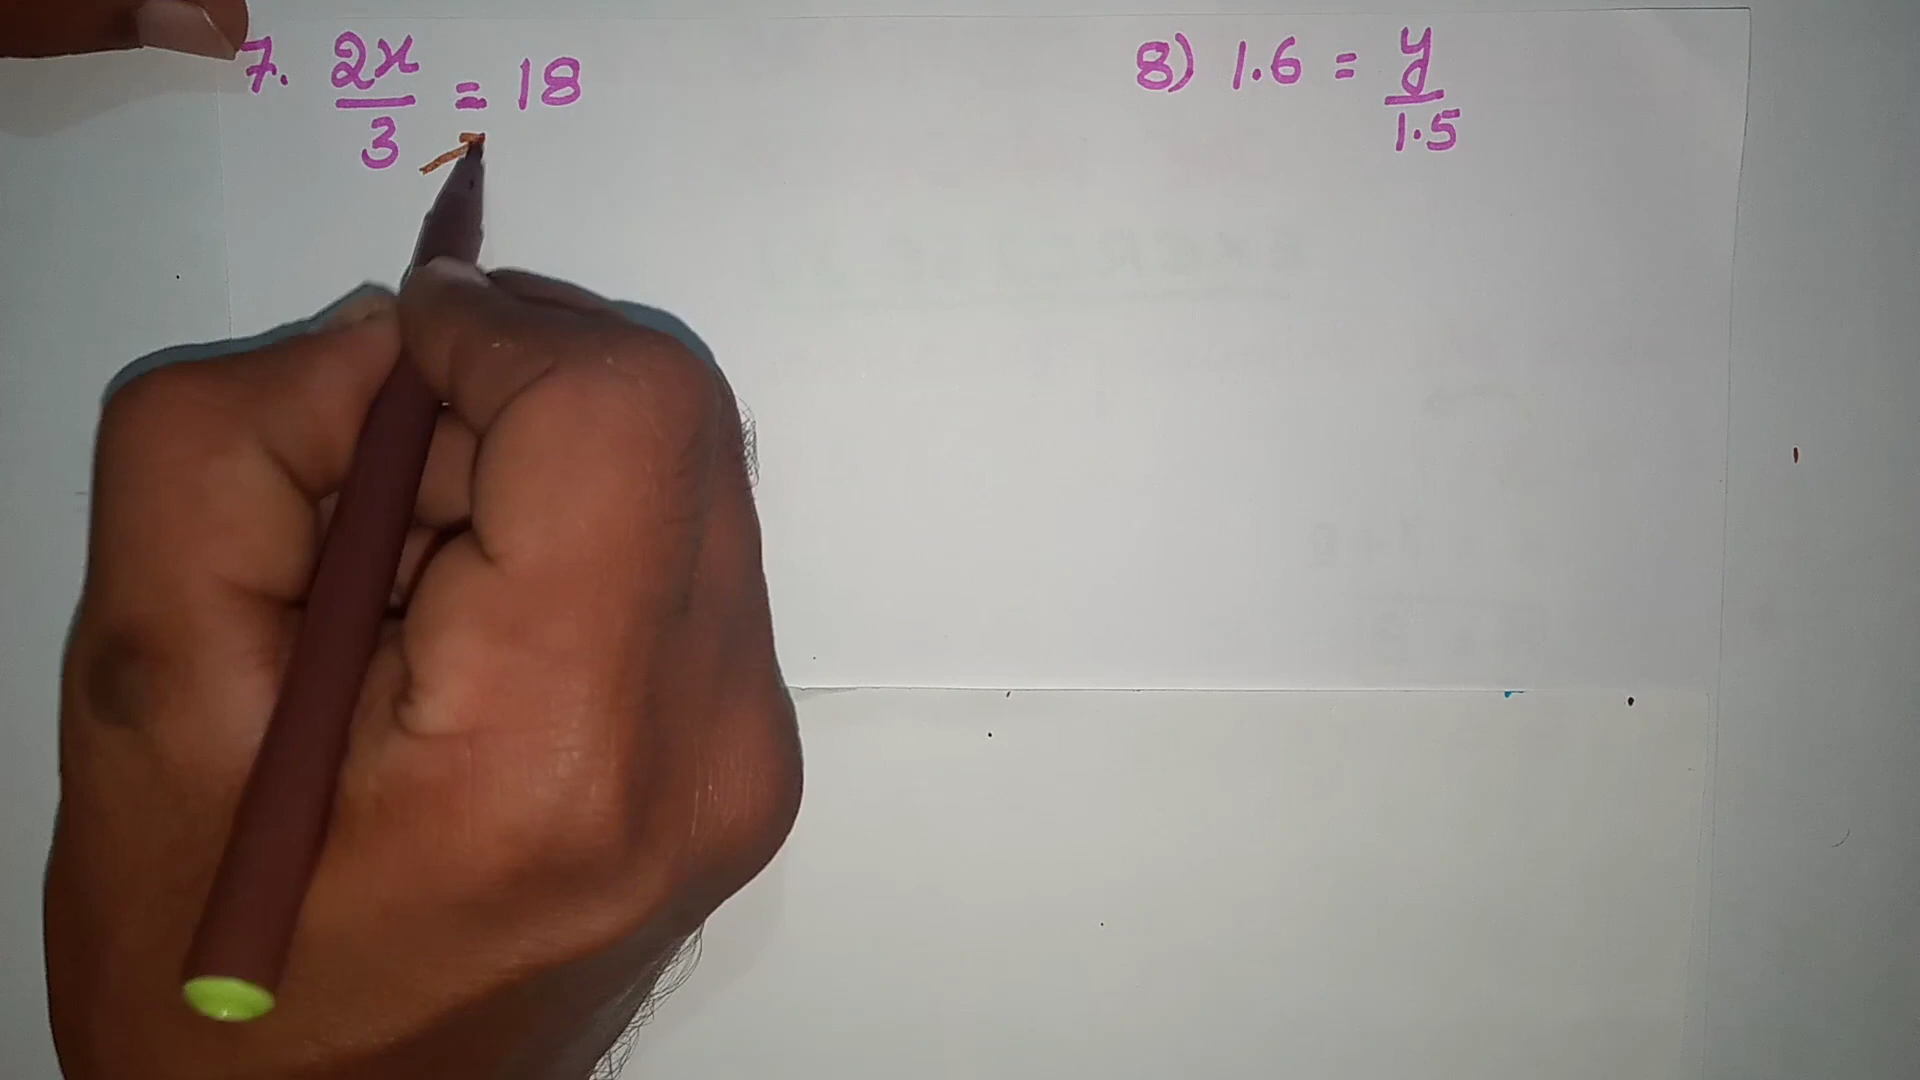 7. 2x/3 = 18
8) 1.6 = y/1.5